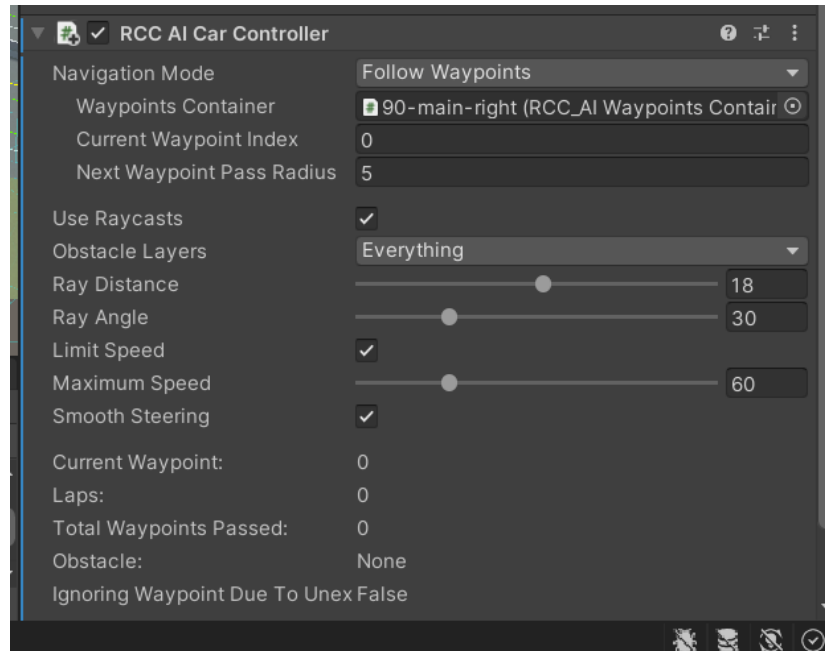 RCC AI Car Controller
Navigation Mode Follow Waypoints
Waypoints Container 90-main-right (RCC_AI Waypoints Contair
Current Waypoint Index 0
Next Waypoint Pass Radius 5
Use Raycasts
Obstacle Layers Everything
Ray Distance 18
Ray Angle 30
Limit Speed
Maximum Speed 60
Smooth Steering
Current Waypoint: 0
Laps: 0
Total Waypoints Passed: 0
Obstacle: None
Ignoring Waypoint Due To Unex False